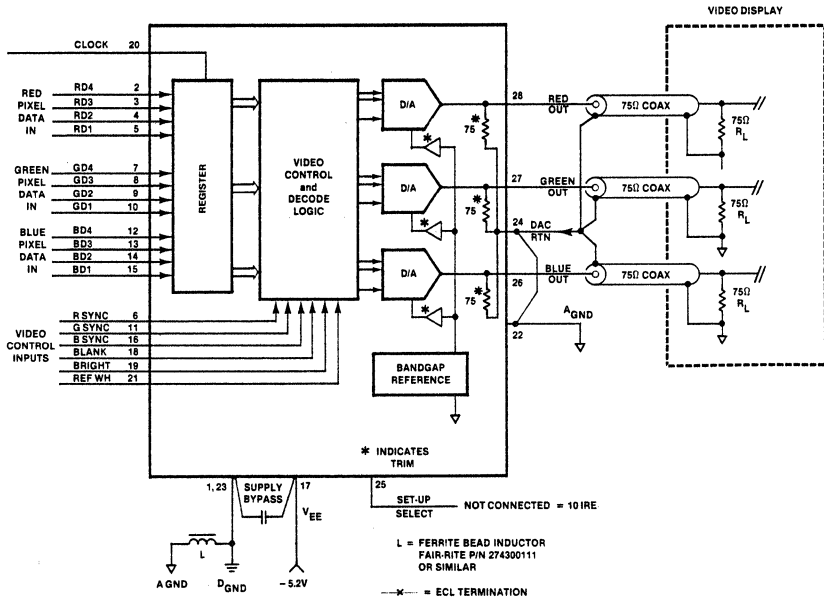 VIDEO DISPLAY
CLOCK 20
RED PIXEL DATA IN
RD4 2
RD3 3
RD2 4
RD1 5
GREEN PIXEL DATA IN
GD4 7
GD3 8
GD2 9
GD1 10
BLUE PIXEL DATA IN
BD4 12
BD3 13
BD2 14
BD1 15
VIDEO CONTROL INPUTS
R SYNC 6
G SYNC 11
B SYNC 16
BLANK 18
BRIGHT 19
REF WH 21
REGISTER
VIDEO CONTROL and DECODE LOGIC
D/A
*
* 75
D/A
*
* 75
D/A
*
* 75
BANDGAP REFERENCE
* INDICATES TRIM
28 RED OUT
75Ω COAX
75Ω RL
27 GREEN OUT
75Ω COAX
75Ω RL
24 DAC RTN
26 BLUE OUT
75Ω COAX
75Ω RL
22 AGND
1, 23
SUPPLY BYPASS
17
VEE
25
SET-UP SELECT
NOT CONNECTED = 10 IRE
L
A GND
DGND
– 5.2V
L = FERRITE BEAD INDUCTOR
FAIR-RITE P/N 274300111
OR SIMILAR
= ECL TERMINATION